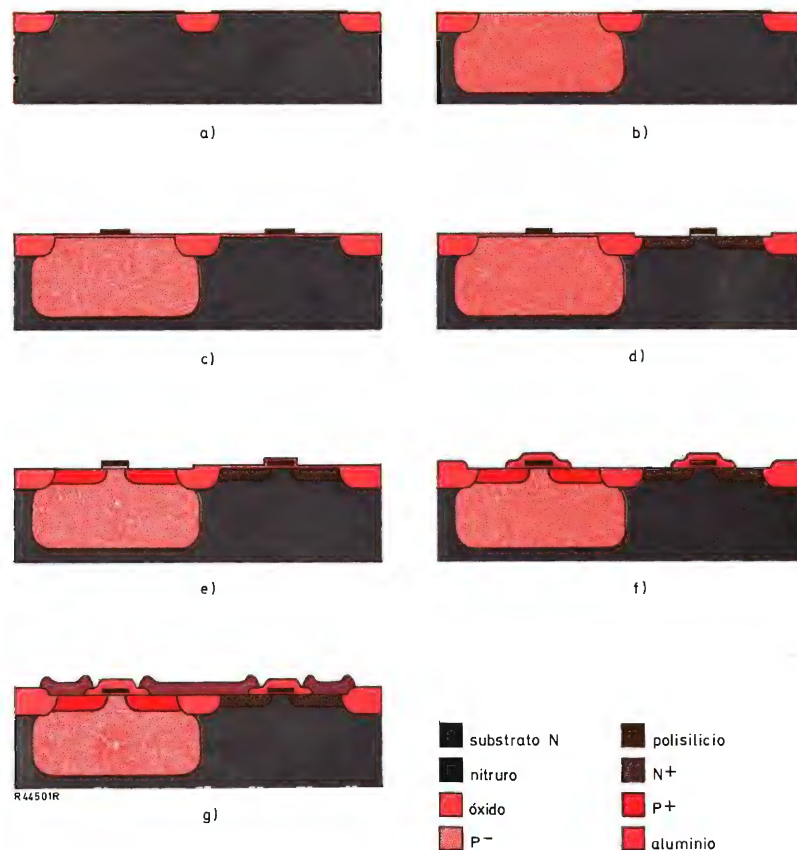 a)
b)
c)
d)
e)
f)
g)
R44501R
substrato N
nitruro
óxido
P-
polisilicio
N+
P+
aluminio